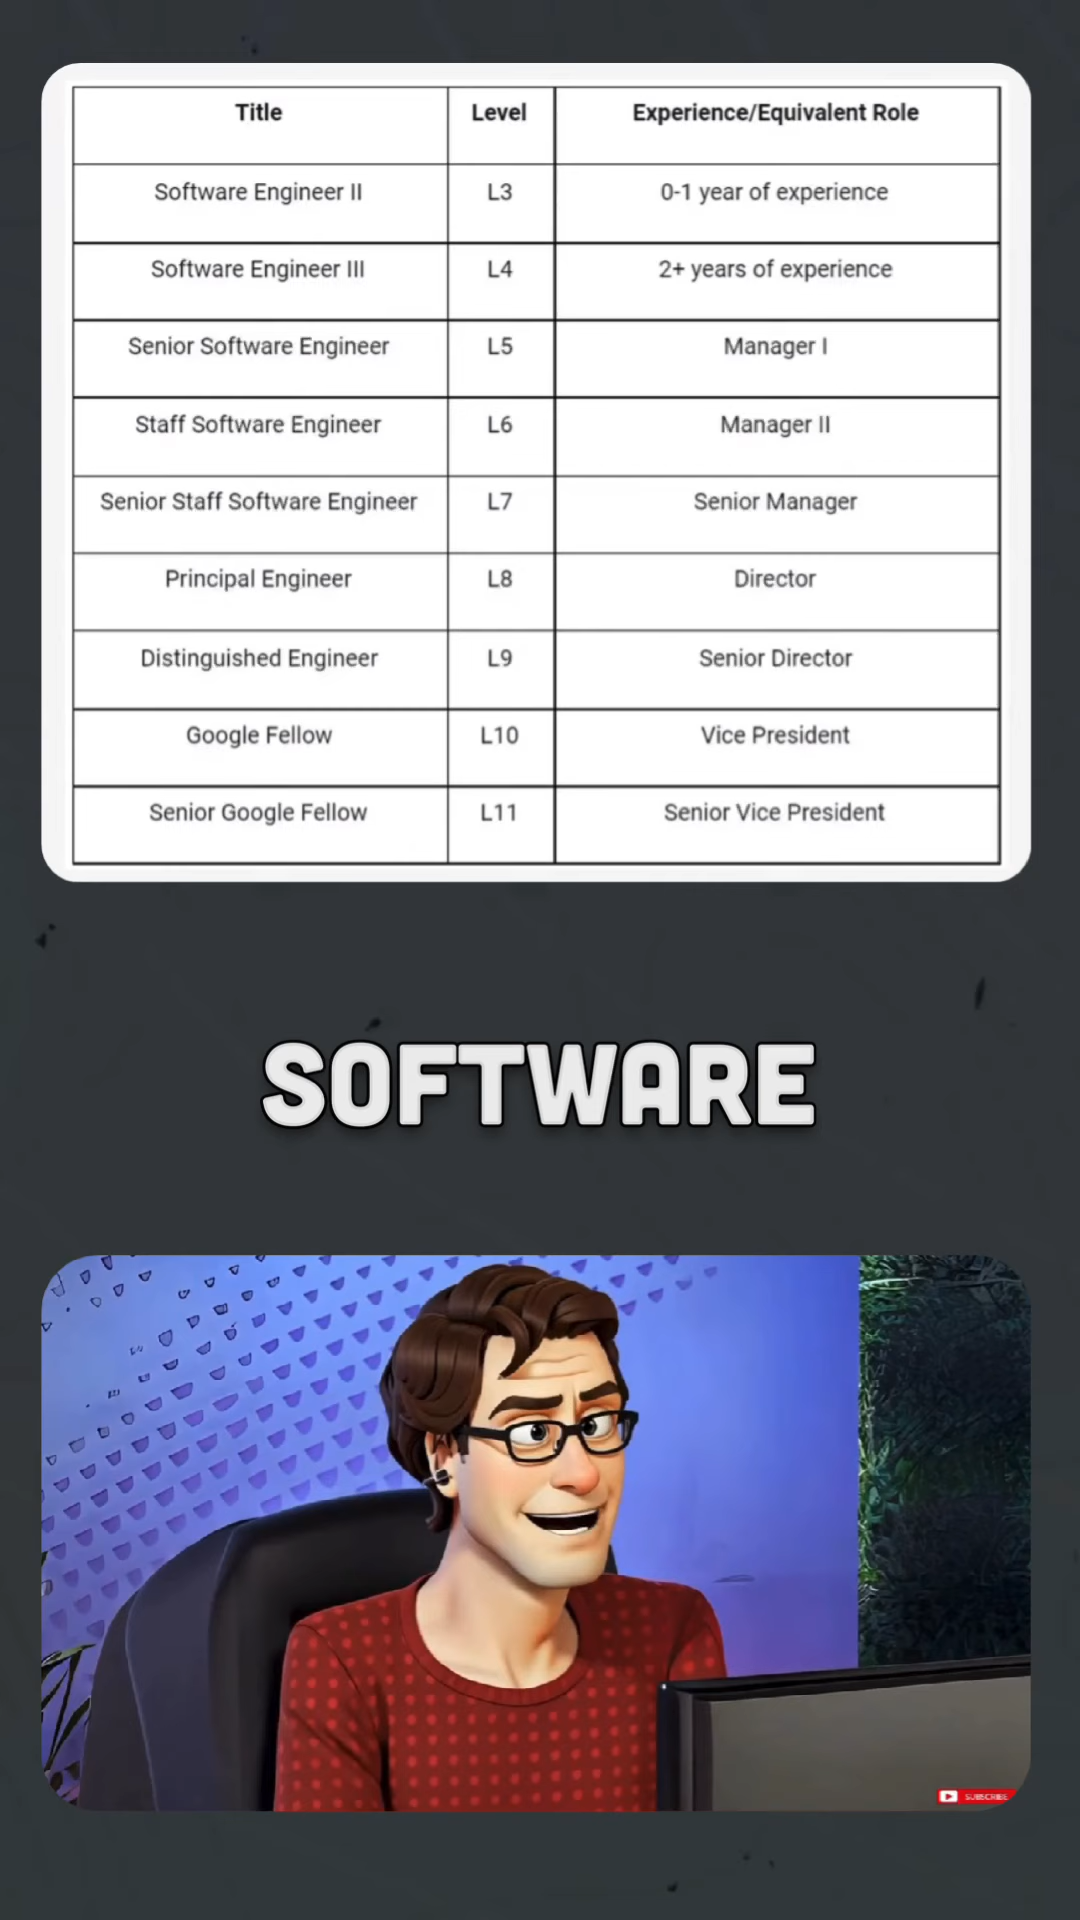 Title Level Experience/Equivalent Role
Software Engineer II L3 0-1 year of experience
Software Engineer III L4 2+ years of experience
Senior Software Engineer L5 Manager I
Staff Software Engineer L6 Manager II
Senior Staff Software Engineer L7 Senior Manager
Principal Engineer L8 Director
Distinguished Engineer L9 Senior Director
Google Fellow L10 Vice President
Senior Google Fellow L11 Senior Vice President
SOFTWARE
SUBSCRIBE